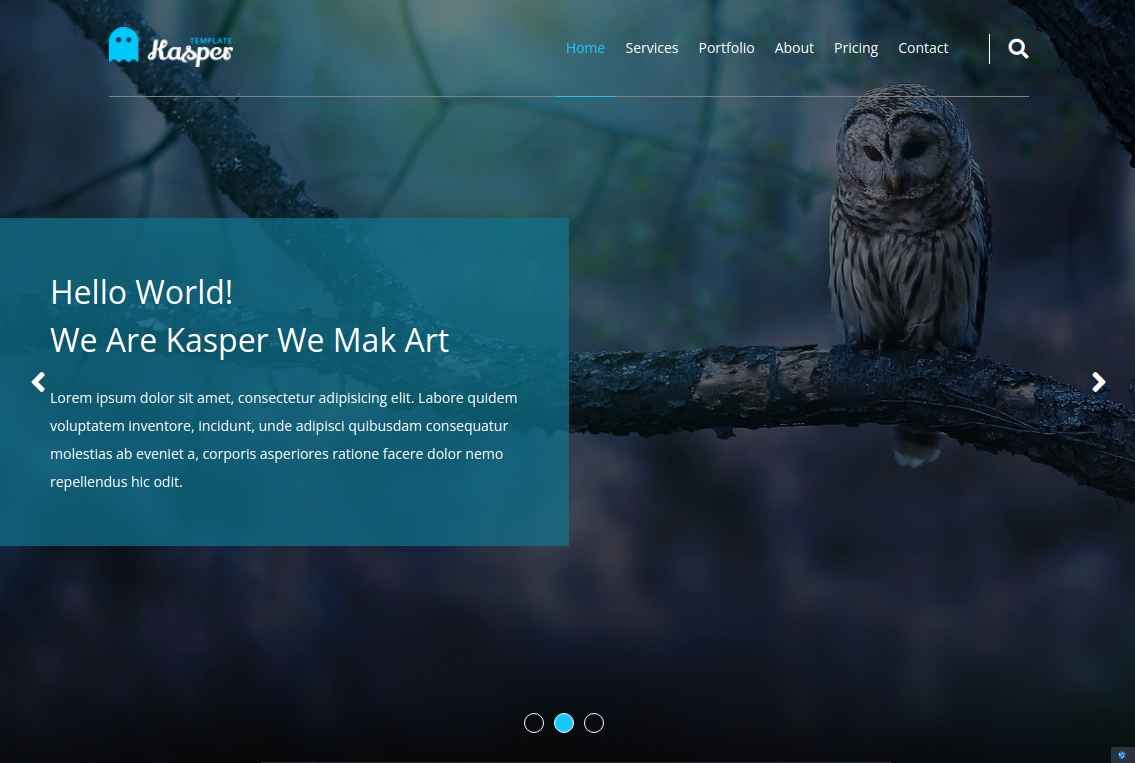 TEMPLATE
Kasper
Home Services Portfolio About Pricing Contact
Hello World!
We Are Kasper We Mak Art
Lorem ipsum dolor sit amet, consectetur adipisicing elit. Labore quidem
voluptatem inventore, incidunt, unde adipisci quibusdam consequatur
molestias ab eveniet a, corporis asperiores ratione facere dolor nemo
repellendus hic odit.